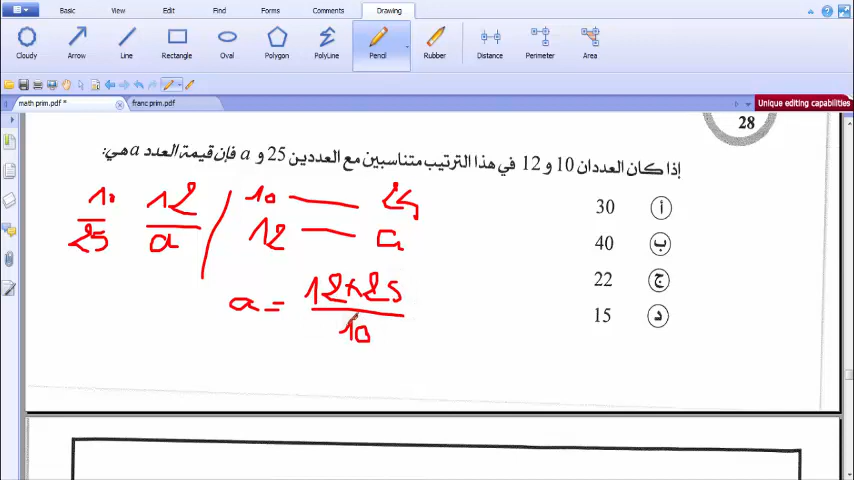 Basic View Edit Find Forms Comments Drawing
Cloudy Arrow Line Rectangle Oval Polygon PolyLine Pencil Rubber Distance Perimeter Area
math prim.pdf * franc prim.pdf Unique editing capabilities
28
إذا كان العددان 10 و 12 في هذا الترتيب متناسبين مع العددين 25 و a فإن قيمة العدد a هي:
أ 30
ب 40
ج 22
د 15
10/25 12/a / 10 — 25
12 — a
a = 12×25/10